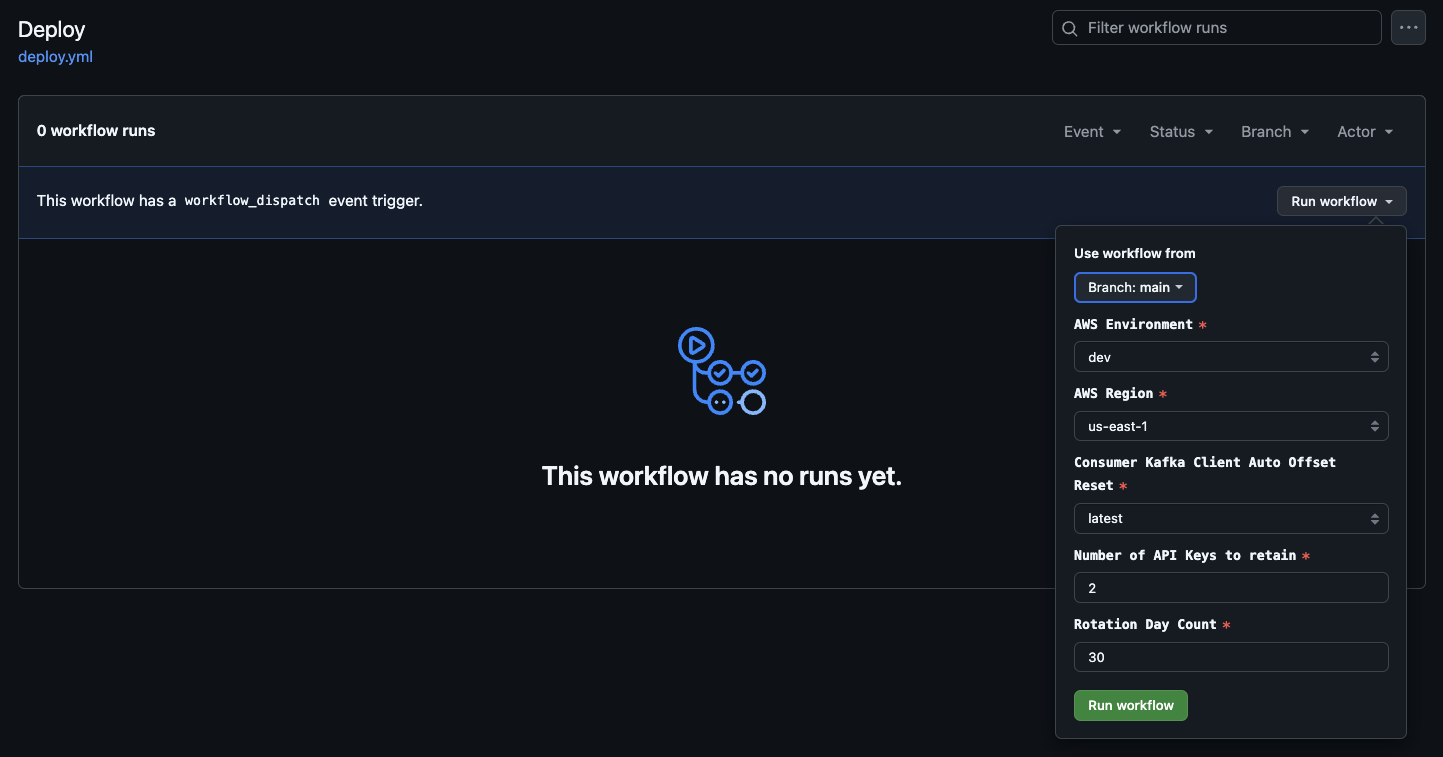 Deploy
deploy.yml
Filter workflow runs
0 workflow runs
Event
Status
Branch
Actor
This workflow has a workflow_dispatch event trigger.
Run workflow
Use workflow from
Branch: main
AWS Environment *
dev
AWS Region *
us-east-1
Consumer Kafka Client Auto Offset
Reset *
latest
Number of API Keys to retain *
2
Rotation Day Count *
30
Run workflow
This workflow has no runs yet.